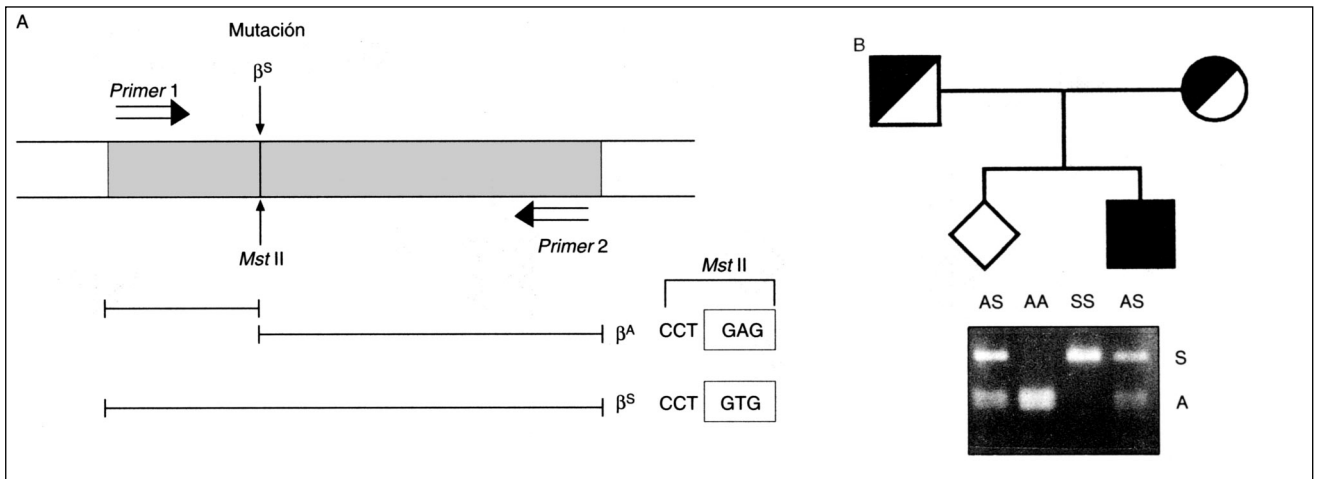 A
Mutación
βS
Primer 1
Primer 2
Mst II
Mst II
βA CCT GAG
βS CCT GTG
B
AS AA SS AS
S
A